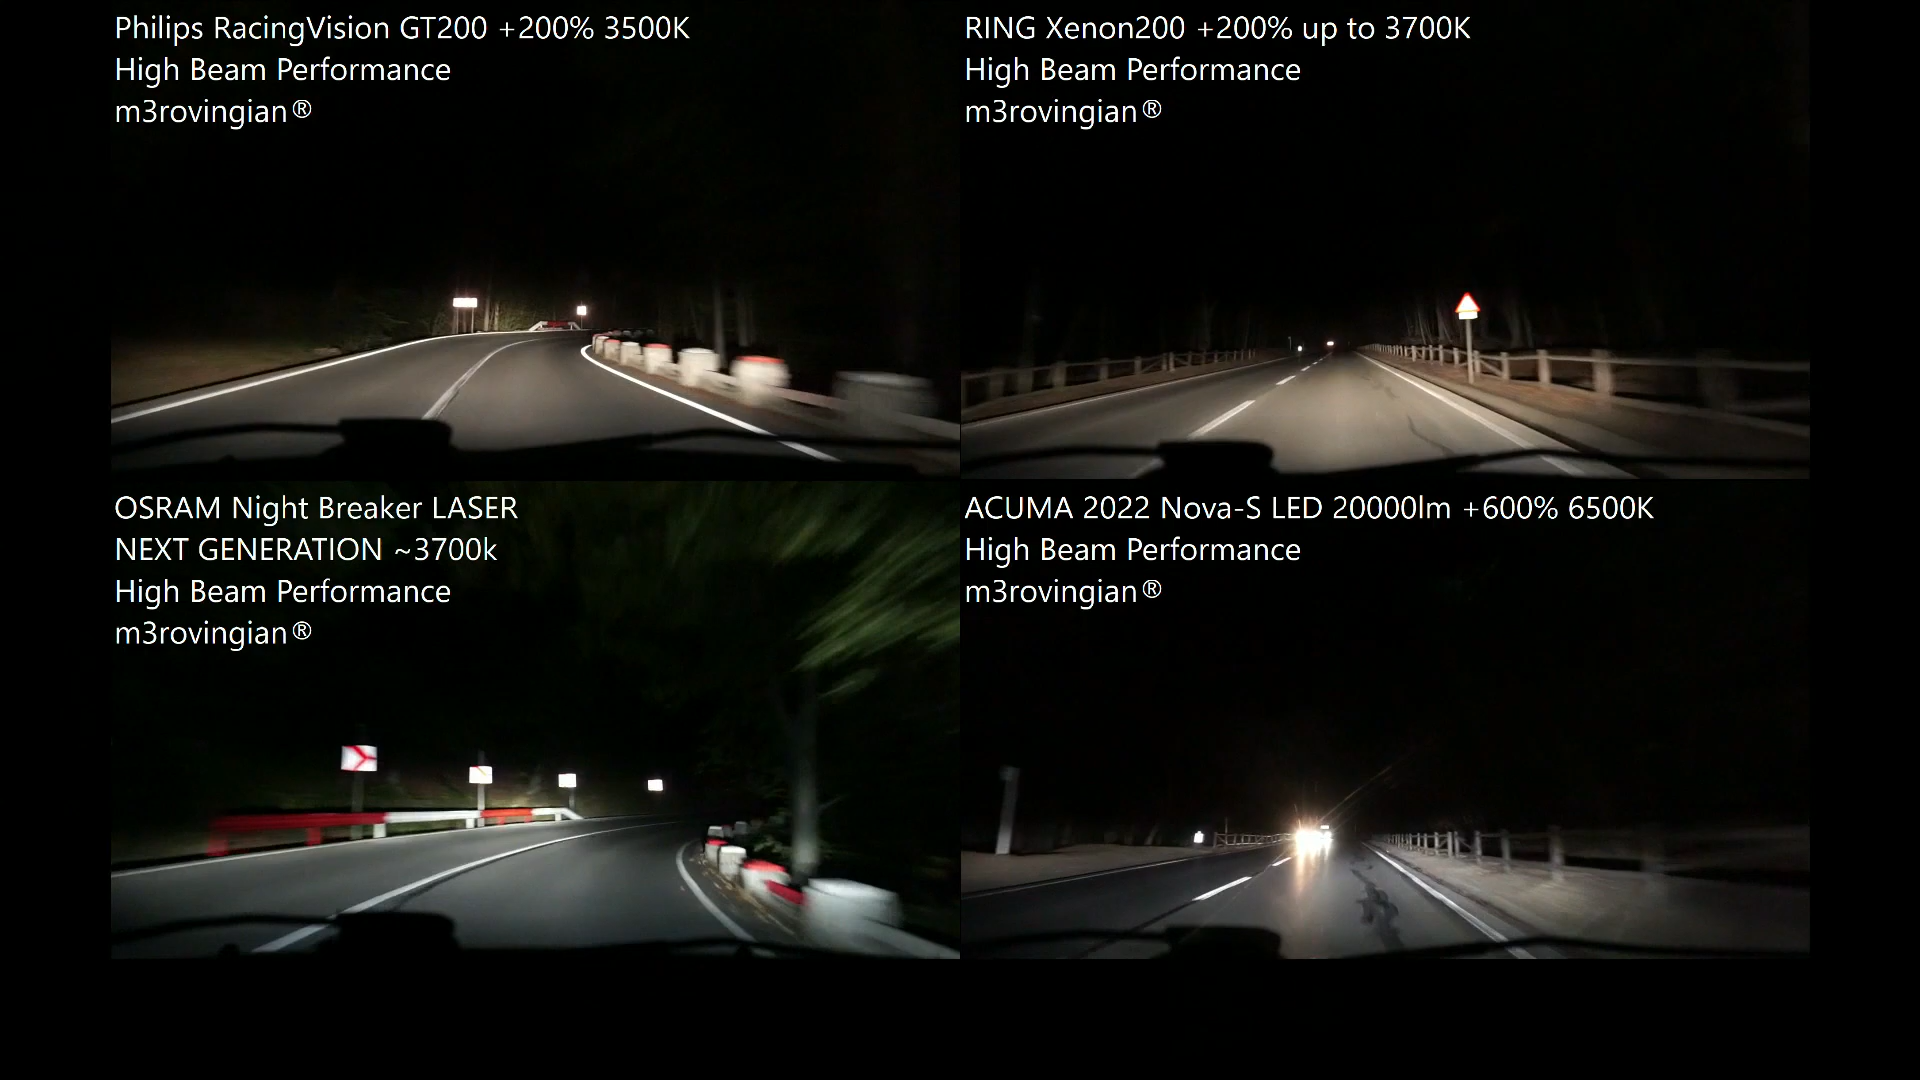 Philips RacingVision GT200 +200% 3500K
High Beam Performance
m3rovingian®
RING Xenon200 +200% up to 3700K
High Beam Performance
m3rovingian®
OSRAM Night Breaker LASER
NEXT GENERATION ~3700k
High Beam Performance
m3rovingian®
ACUMA 2022 Nova-S LED 20000lm +600% 6500K
High Beam Performance
m3rovingian®